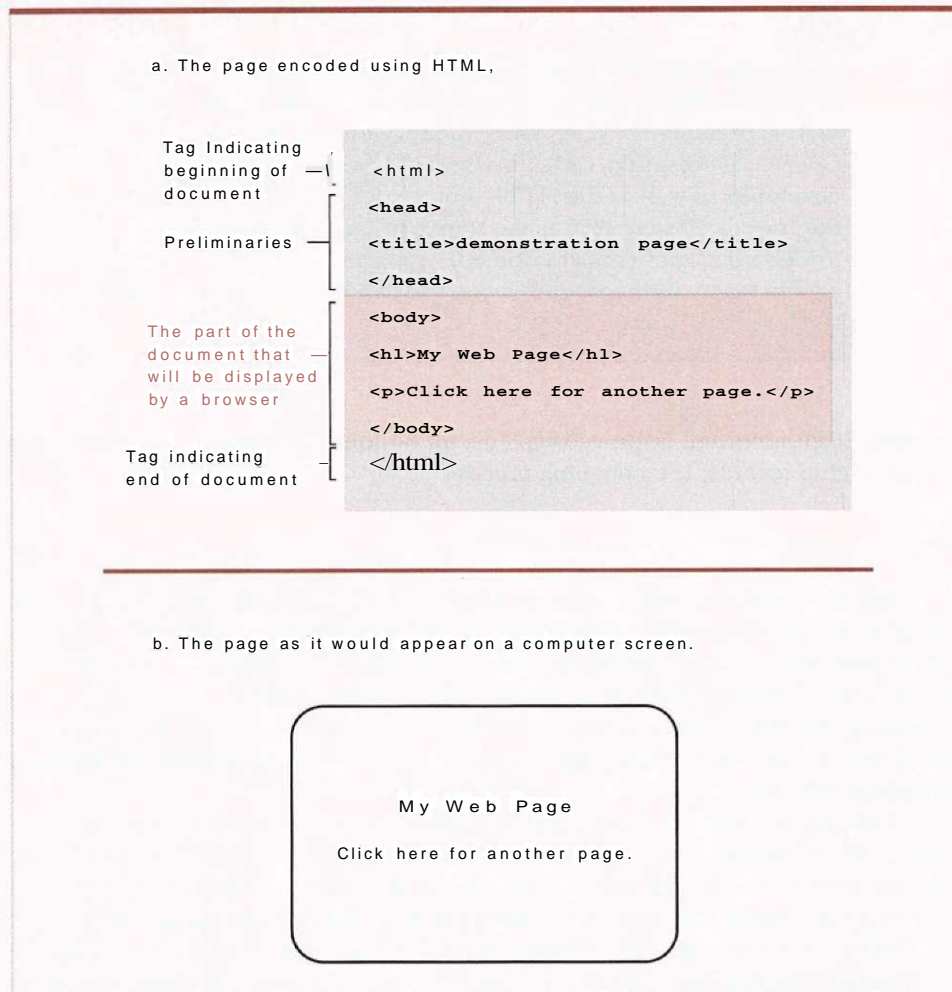 a. The page encoded using HTML,
Tag Indicating
beginning of
document
<html>
<head>
Preliminaries
<title>demonstration page</title>
</head>
<body>
The part of the
document that
will be displayed
by a browser
<hl>My Web Page</hl>
<p>Click here for another page.</p>
</body>
Tag indicating
end of document
</html>
b. The page as it would appear on a computer screen.
My Web Page
Click here for another page.